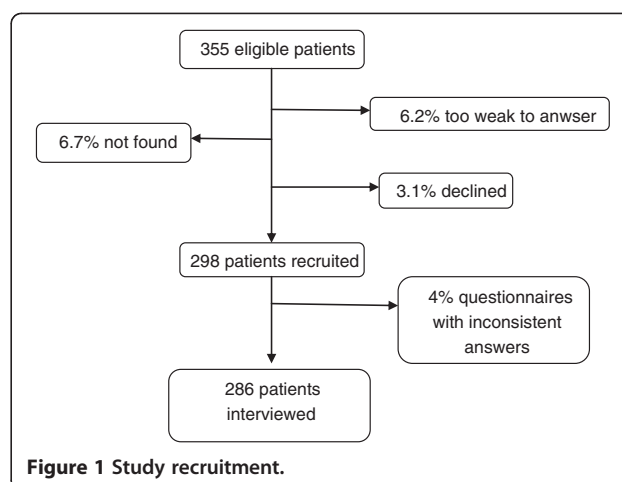 355 eligible patients
6.2% too weak to anwser
6.7% not found
3.1% declined
298 patients recruited
4% questionnaires
with inconsistent
answers
286 patients
interviewed
Figure 1 Study recruitment.